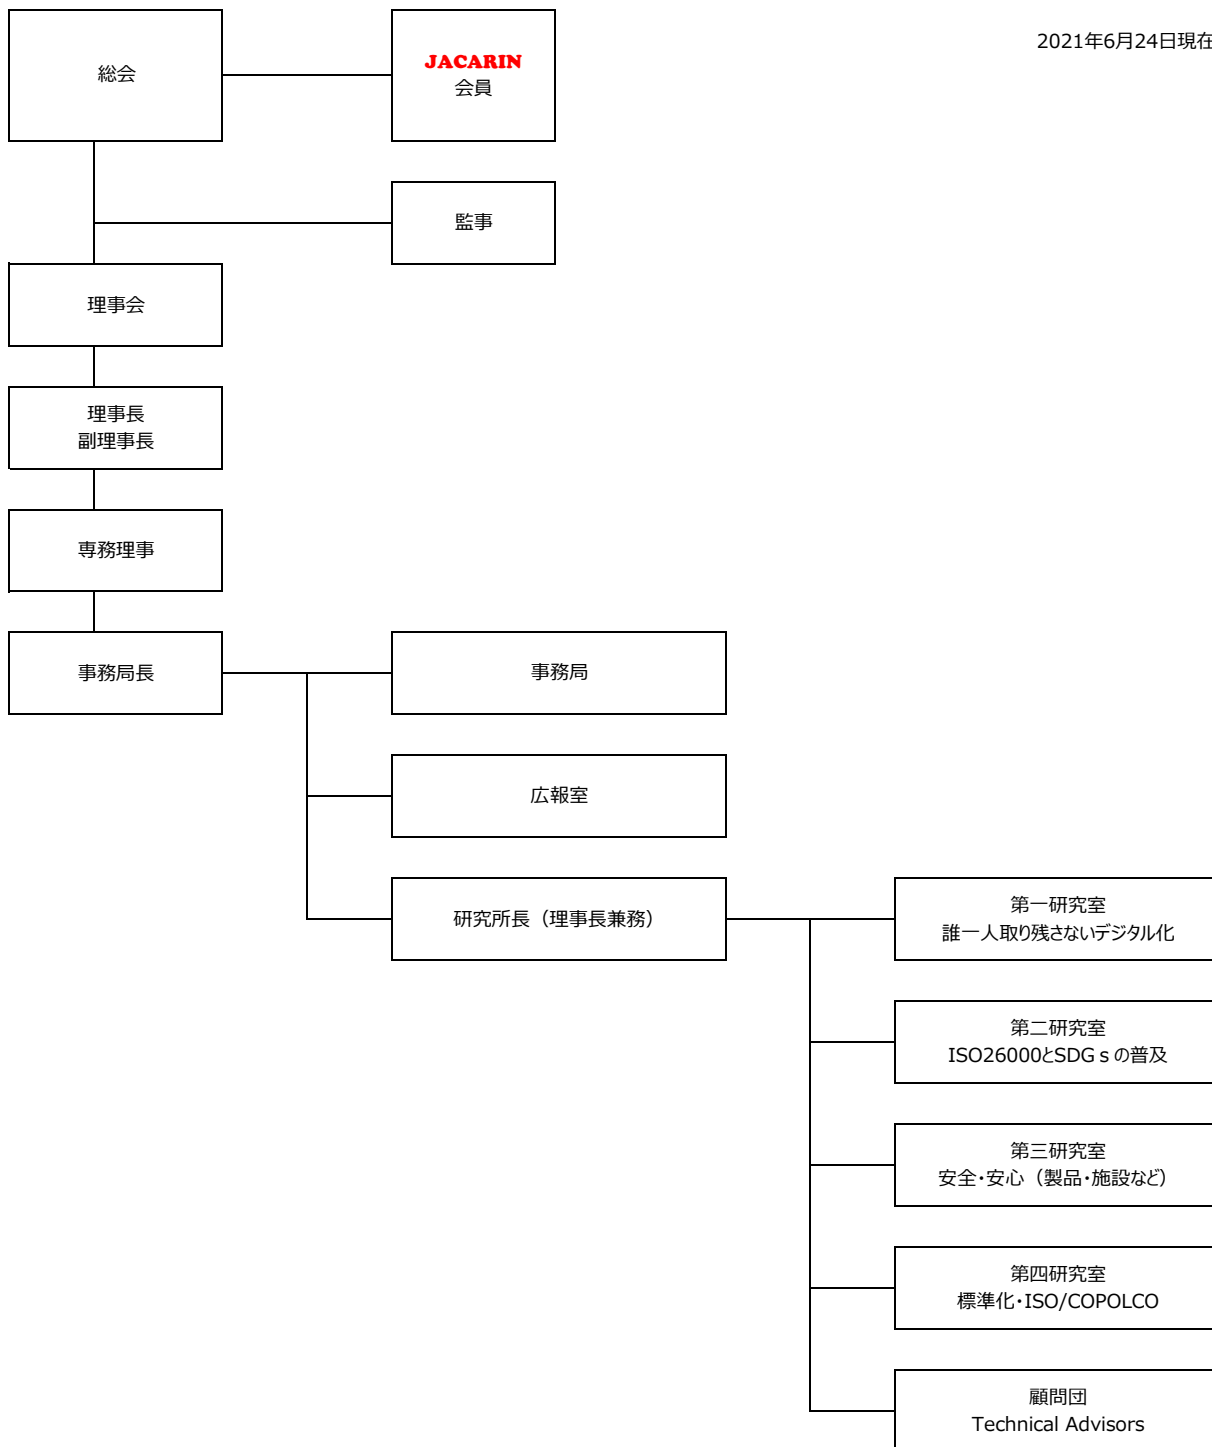 2021年6月24日現在
総会
JACARIN
会員
監事
理事会
理事長
副理事長
専務理事
事務局長
事務局
広報室
研究所長（理事長兼務）
第一研究室
誰一人取り残さないデジタル化
第二研究室
ISO26000とSDGｓの普及
第三研究室
安全・安心（製品・施設など）
第四研究室
標準化・ISO/COPOLCO
顧問団
Technical Advisors